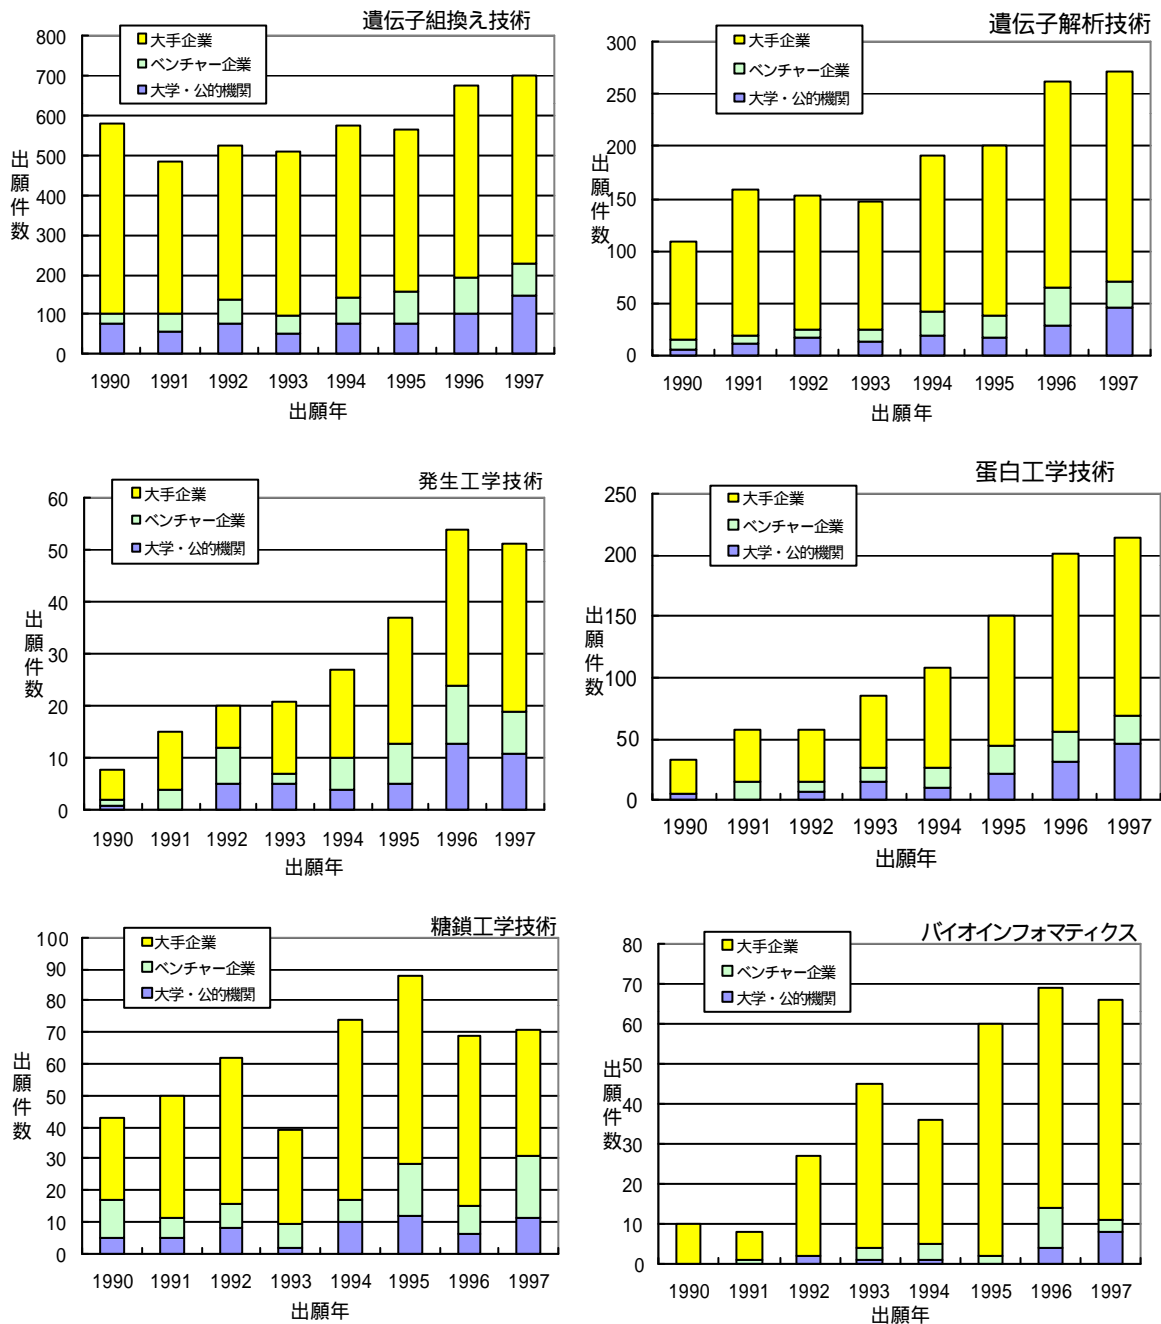 遺伝子組換え技術
800
700
600
500
400
300
200
100
0
出願件数
大手企業
ベンチャー企業
大学・公的機関
1990 1991 1992 1993 1994 1995 1996 1997
出願年
遺伝子解析技術
300
250
200
150
100
50
0
出願件数
大手企業
ベンチャー企業
大学・公的機関
1990 1991 1992 1993 1994 1995 1996 1997
出願年
発生工学技術
60
50
40
30
20
10
0
出願件数
大手企業
ベンチャー企業
大学・公的機関
1990 1991 1992 1993 1994 1995 1996 1997
出願年
蛋白工学技術
250
200
150
100
50
0
出願件数
大手企業
ベンチャー企業
大学・公的機関
1990 1991 1992 1993 1994 1995 1996 1997
出願年
糖鎖工学技術
100
90
80
70
60
50
40
30
20
10
0
出願件数
大手企業
ベンチャー企業
大学・公的機関
1990 1991 1992 1993 1994 1995 1996 1997
出願年
バイオインフォマティクス
80
70
60
50
40
30
20
10
0
出願件数
大手企業
ベンチャー企業
大学・公的機関
1990 1991 1992 1993 1994 1995 1996 1997
出願年